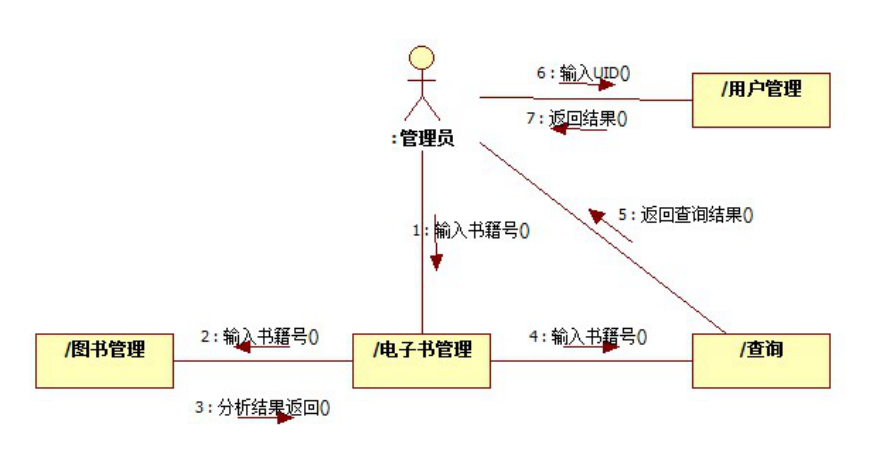 6：输入UID()
/用户管理
7：返回结果()
：管理员
5：返回查询结果()
1：输入书籍号()
2：输入书籍号()
4：输入书籍号()
/图书管理
/电子书管理
/查询
3：分析结果返回()